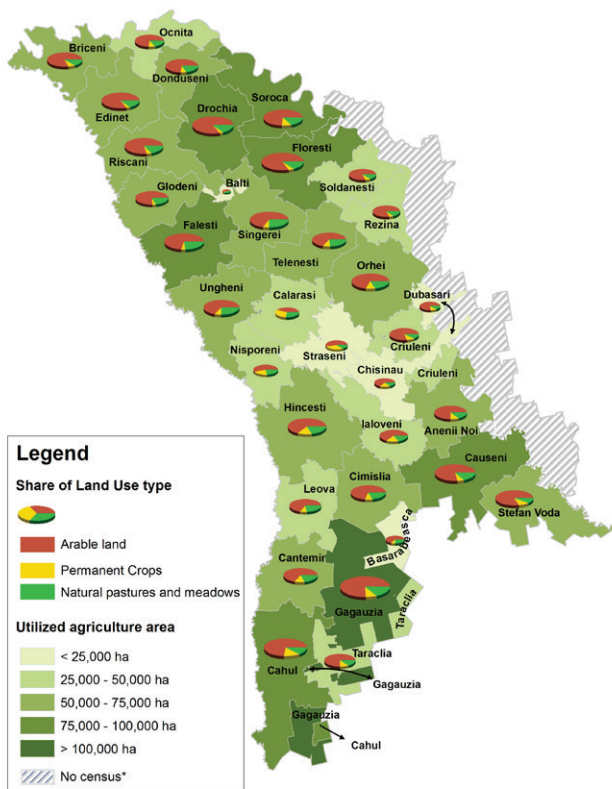 Ocnita
Briceni
Donduseni
Soroca
Drochia
Edinet
Floresti
Riscani
Soldanesti
Glodeni
Balti
Rezina
Singerei
Falesti
Telenesti
Orhei
Ungheni
Calarasi
Dubasari
Straseni
Criuleni
Nisporeni
Chisinau
Criuleni
Hincesti
Ialoveni
Anenii Noi
Causeni
Cimislia
Leova
Stefan Voda
Basarabeasca
Cantemir
Gagauzia
Taraclia
Taraclia
Cahul
Gagauzia
Gagauzia
Cahul
Legend
Share of Land Use type
Arable land
Permanent Crops
Natural pastures and meadows
Utilized agriculture area
< 25,000 ha
25,000 - 50,000 ha
50,000 - 75,000 ha
75,000 - 100,000 ha
> 100,000 ha
No census*